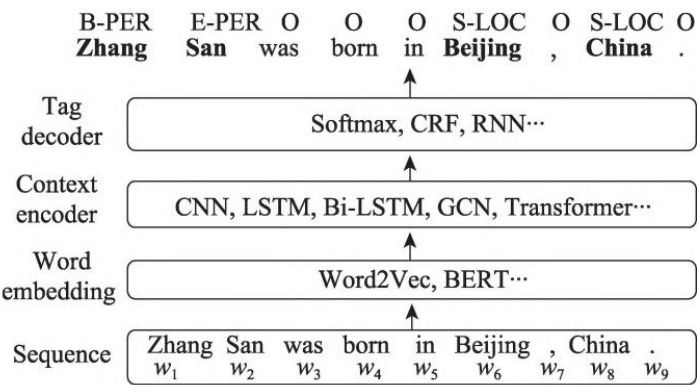 B-PER E-PER O O O S-LOC O S-LOC O
Zhang San was born in Beijing , China .
Tag decoder
Softmax, CRF, RNN···
Context encoder
CNN, LSTM, Bi-LSTM, GCN, Transformer···
Word embedding
Word2Vec, BERT···
Sequence
Zhang San was born in Beijing , China .
w₁ w₂ w₃ w₄ w₅ w₆ w₇ w₈ w₉